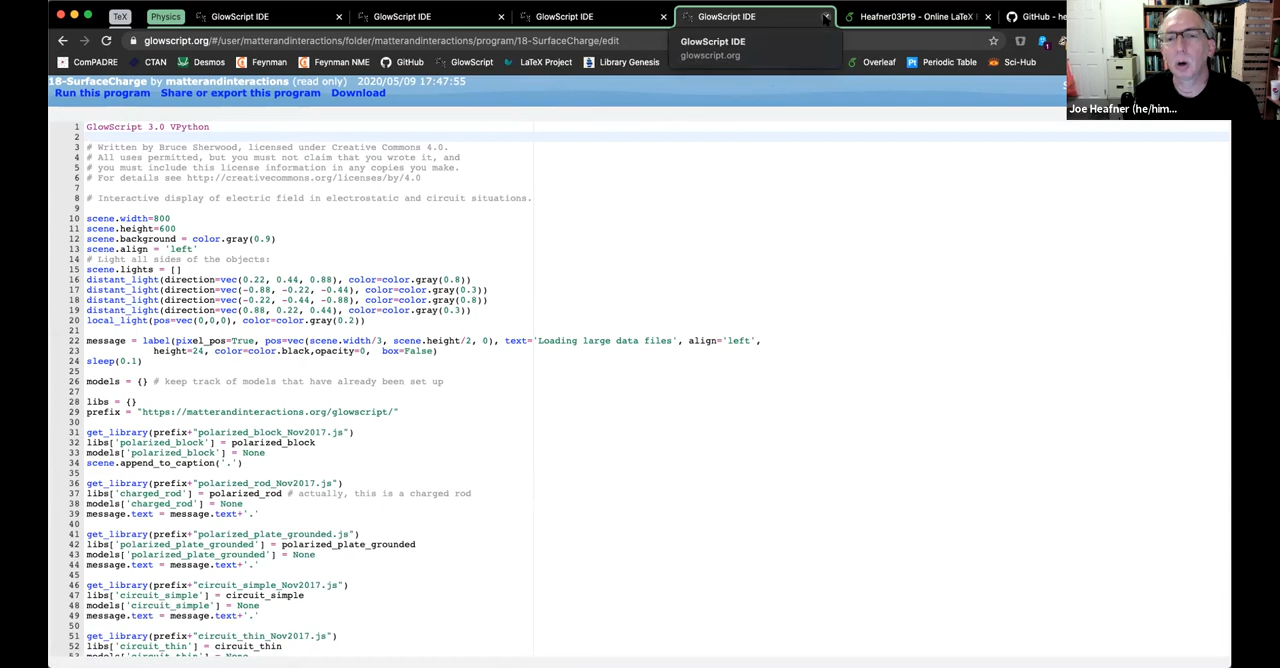 TeX Physics GlowScript IDE GlowScript IDE GlowScript IDE GlowScript IDE Heafner03P19 - Online LaTeX GitHub - he
glowscript.org/#/user/matterandinteractions/folder/matterandinteractions/program/18-SurfaceCharge/edit
GlowScript IDE
glowscript.org
ComPADRE CTAN Desmos Feynman Feynman NME GitHub GlowScript LaTeX Project Library Genesis Overleaf Periodic Table Sci-Hub
18-SurfaceCharge by matterandinteractions (read only) 2020/05/09 17:47:55
Run this program Share or export this program Download
Joe Heafner (he/him...
1 GlowScript 3.0 VPython
2
3 # Written by Bruce Sherwood, licensed under Creative Commons 4.0.
4 # All uses permitted, but you must not claim that you wrote it, and
5 # you must include this license information in any copies you make.
6 # For details see http://creativecommons.org/licenses/by/4.0
7
8 # Interactive display of electric field in electrostatic and circuit situations.
9
10 scene.width=800
11 scene.height=600
12 scene.background = color.gray(0.9)
13 scene.align = 'left'
14 # Light all sides of the objects:
15 scene.lights = []
16 distant_light(direction=vec(0.22, 0.44, 0.88), color=color.gray(0.8))
17 distant_light(direction=vec(-0.88, -0.22, -0.44), color=color.gray(0.3))
18 distant_light(direction=vec(-0.22, -0.44, -0.88), color=color.gray(0.8))
19 distant_light(direction=vec(0.88, 0.22, 0.44), color=color.gray(0.3))
20 local_light(pos=vec(0,0,0), color=color.gray(0.2))
21
22 message = label(pixel_pos=True, pos=vec(scene.width/3, scene.height/2, 0), text='Loading large data files', align='left',
23 height=24, color=color.black,opacity=0, box=False)
24 sleep(0.1)
25
26 models = {} # keep track of models that have already been set up
27
28 libs = {}
29 prefix = "https://matterandinteractions.org/glowscript/"
30
31 get_library(prefix+"polarized_block_Nov2017.js")
32 libs['polarized_block'] = polarized_block
33 models['polarized_block'] = None
34 scene.append_to_caption('.')
35
36 get_library(prefix+"polarized_rod_Nov2017.js")
37 libs['charged_rod'] = polarized_rod # actually, this is a charged rod
38 models['charged_rod'] = None
39 message.text = message.text+'.'
40
41 get_library(prefix+"polarized_plate_grounded.js")
42 libs['polarized_plate_grounded'] = polarized_plate_grounded
43 models['polarized_plate_grounded'] = None
44 message.text = message.text+'.'
45
46 get_library(prefix+"circuit_simple_Nov2017.js")
47 libs['circuit_simple'] = circuit_simple
48 models['circuit_simple'] = None
49 message.text = message.text+'.'
50
51 get_library(prefix+"circuit_thin_Nov2017.js")
52 libs['circuit_thin'] = circuit_thin
53 models['circuit_thin'] = None